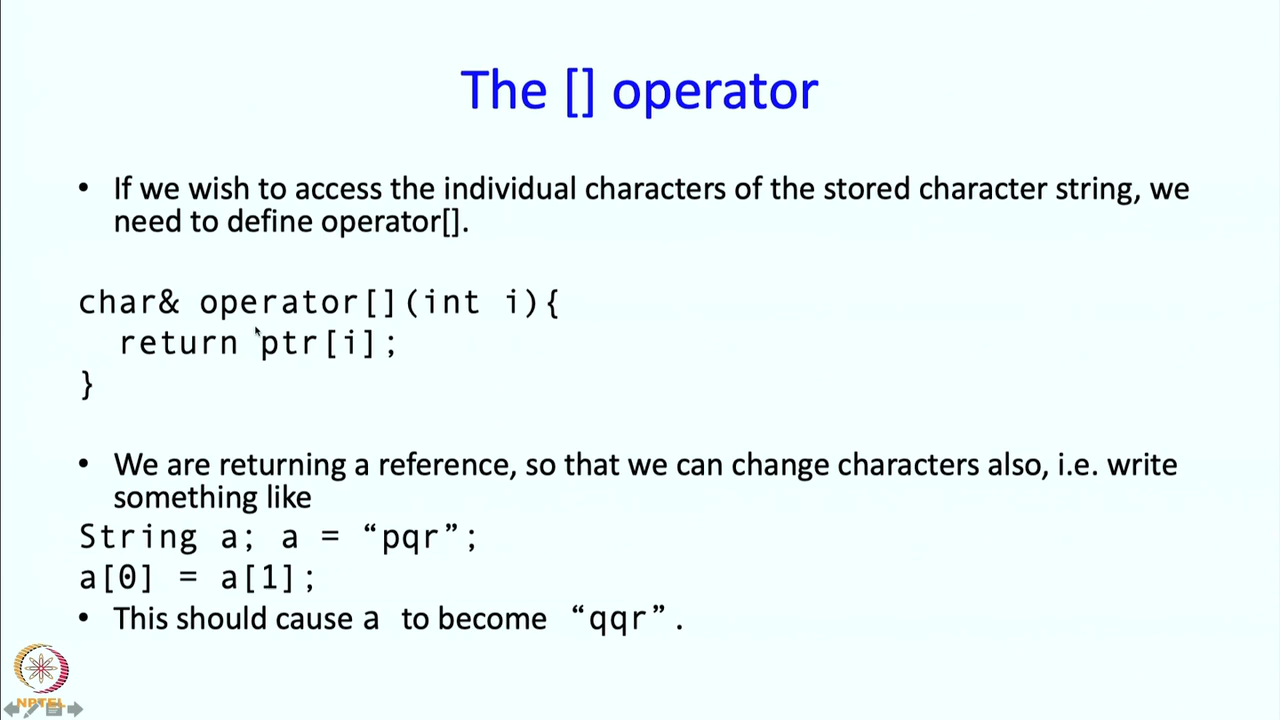 The [] operator
• If we wish to access the individual characters of the stored character string, we
need to define operator[].
char& operator[](int i){
return ptr[i];
}
• We are returning a reference, so that we can change characters also, i.e. write
something like
String a; a = “pqr”;
a[0] = a[1];
• This should cause a to become “qqr”.
NPTEL